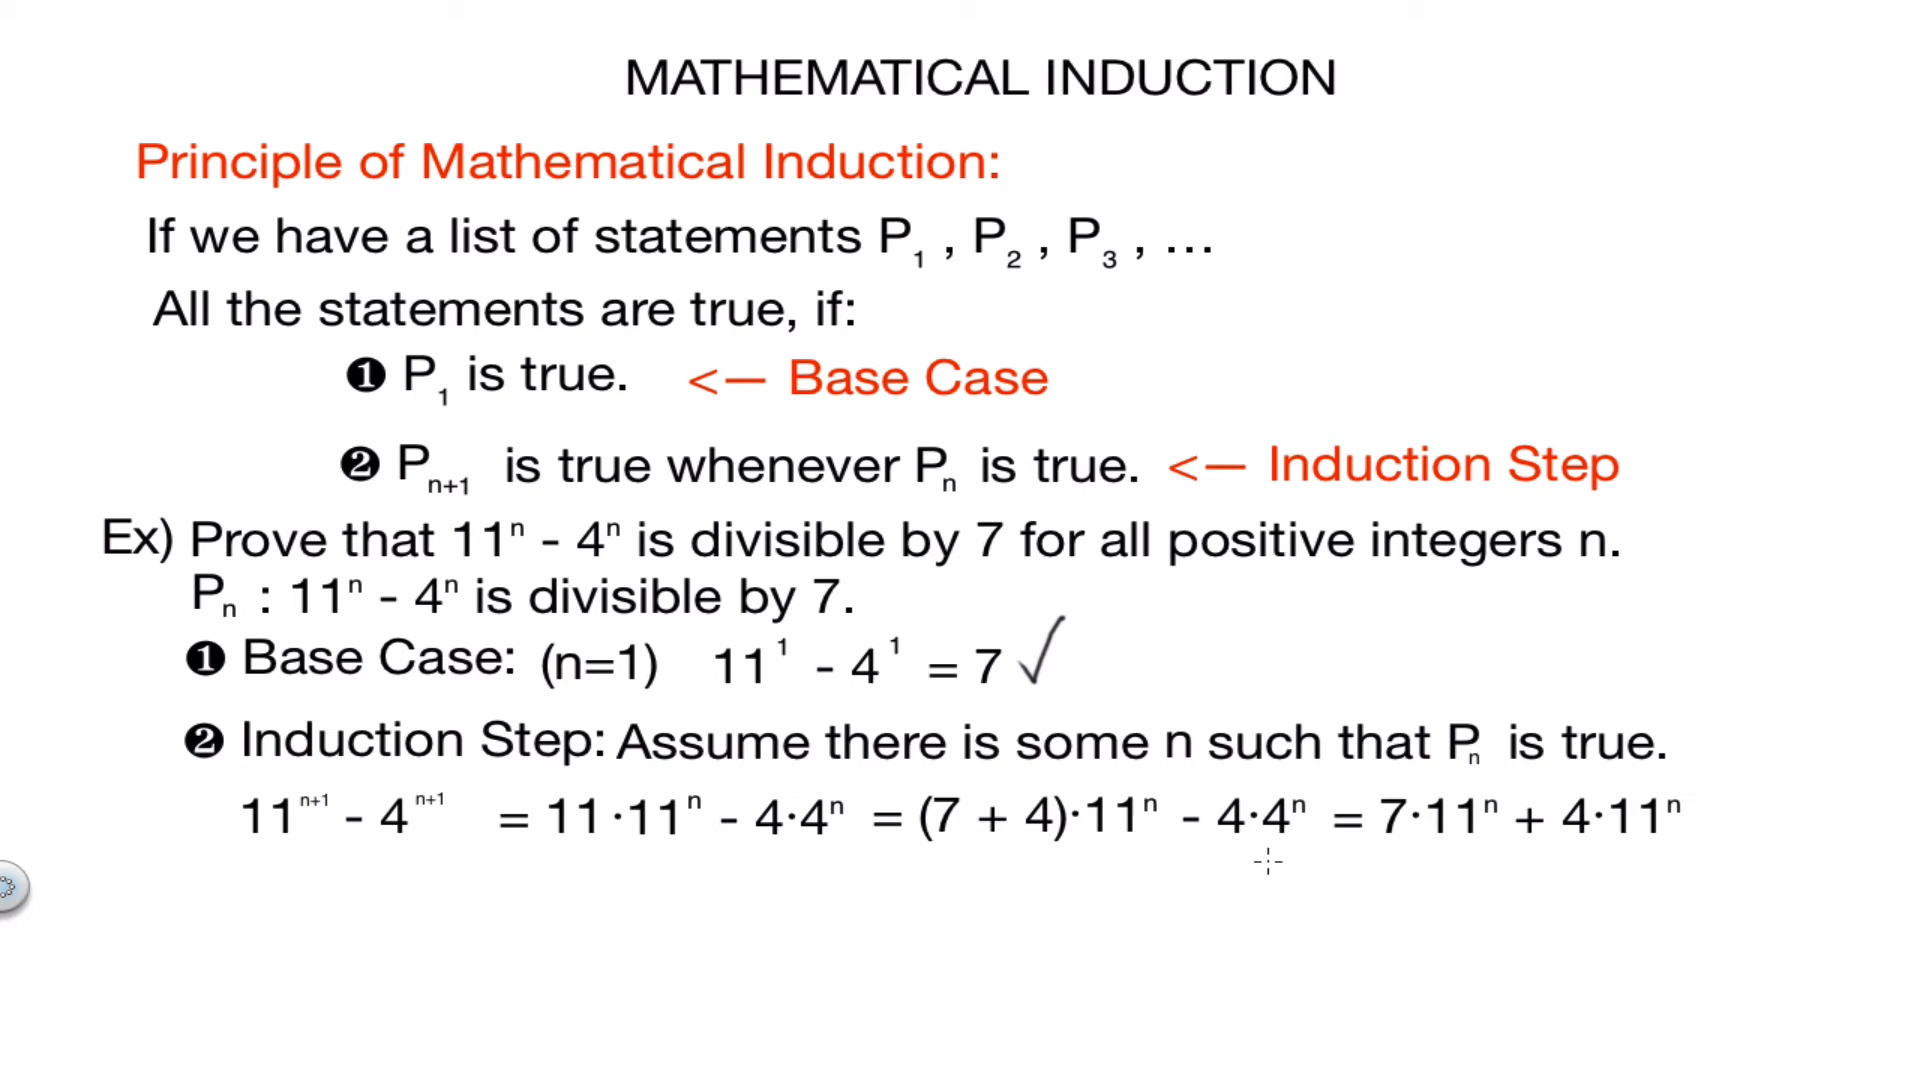 MATHEMATICAL INDUCTION
Principle of Mathematical Induction:
If we have a list of statements P₁ , P₂ , P₃ , ...
All the statements are true, if:
❶ P₁ is true. <— Base Case
❷ Pₙ₊₁ is true whenever Pₙ is true. <— Induction Step
Ex) Prove that 11ⁿ - 4ⁿ is divisible by 7 for all positive integers n.
Pₙ : 11ⁿ - 4ⁿ is divisible by 7.
❶ Base Case: (n=1) 11¹ - 4¹ = 7 √
❷ Induction Step: Assume there is some n such that Pₙ is true.
11ⁿ⁺¹ - 4ⁿ⁺¹ = 11·11ⁿ - 4·4ⁿ = (7 + 4)·11ⁿ - 4·4ⁿ = 7·11ⁿ + 4·11ⁿ